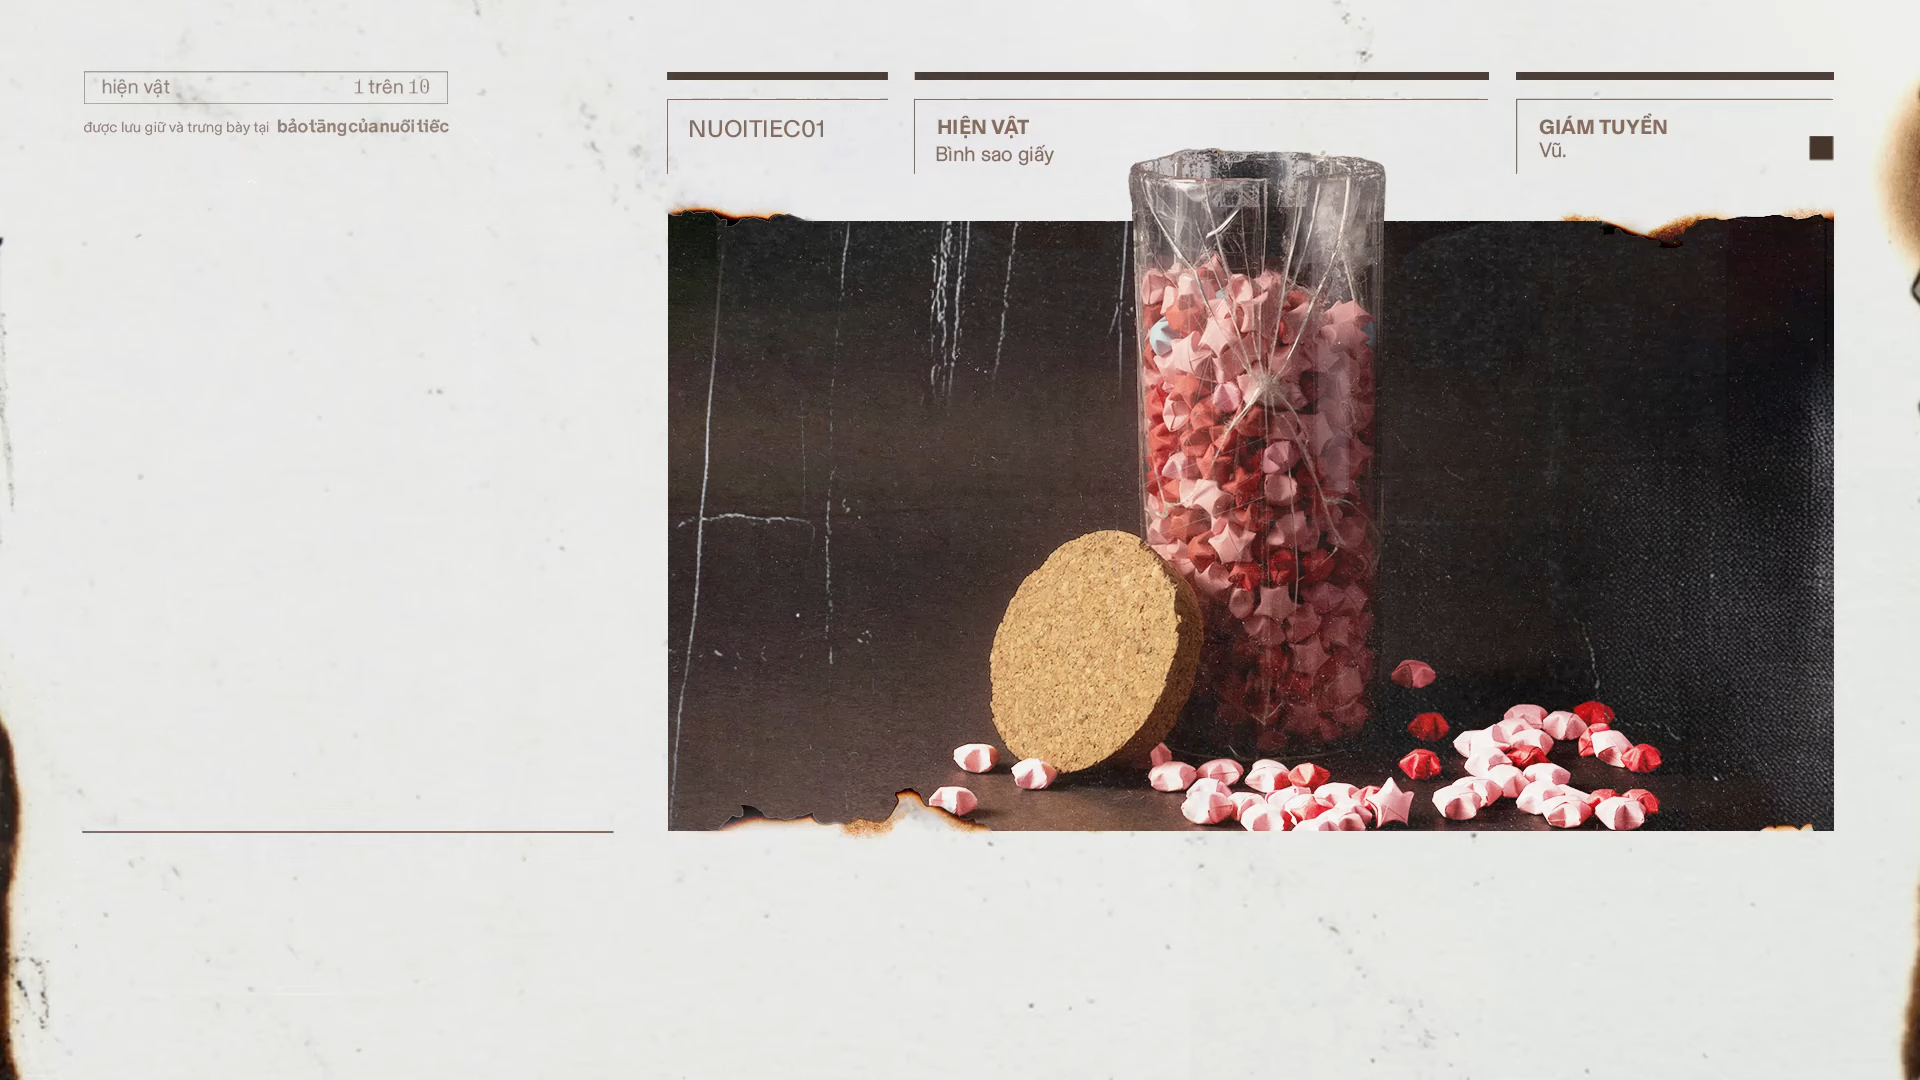 hiện vật 1 trên 10
được lưu giữ và trưng bày tại bảotàngcủanuốitiếc
NUOITIEC01
HIỆN VẬT
Bình sao giấy
GIÁM TUYỂN
Vũ.